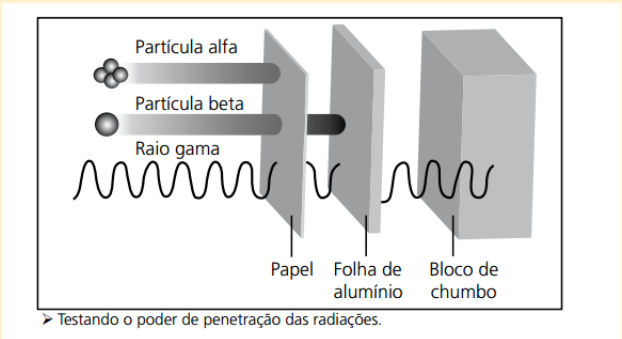 Partícula alfa
Partícula beta
Raio gama
Papel
Folha de
alumínio
Bloco de
chumbo
➢ Testando o poder de penetração das radiações.